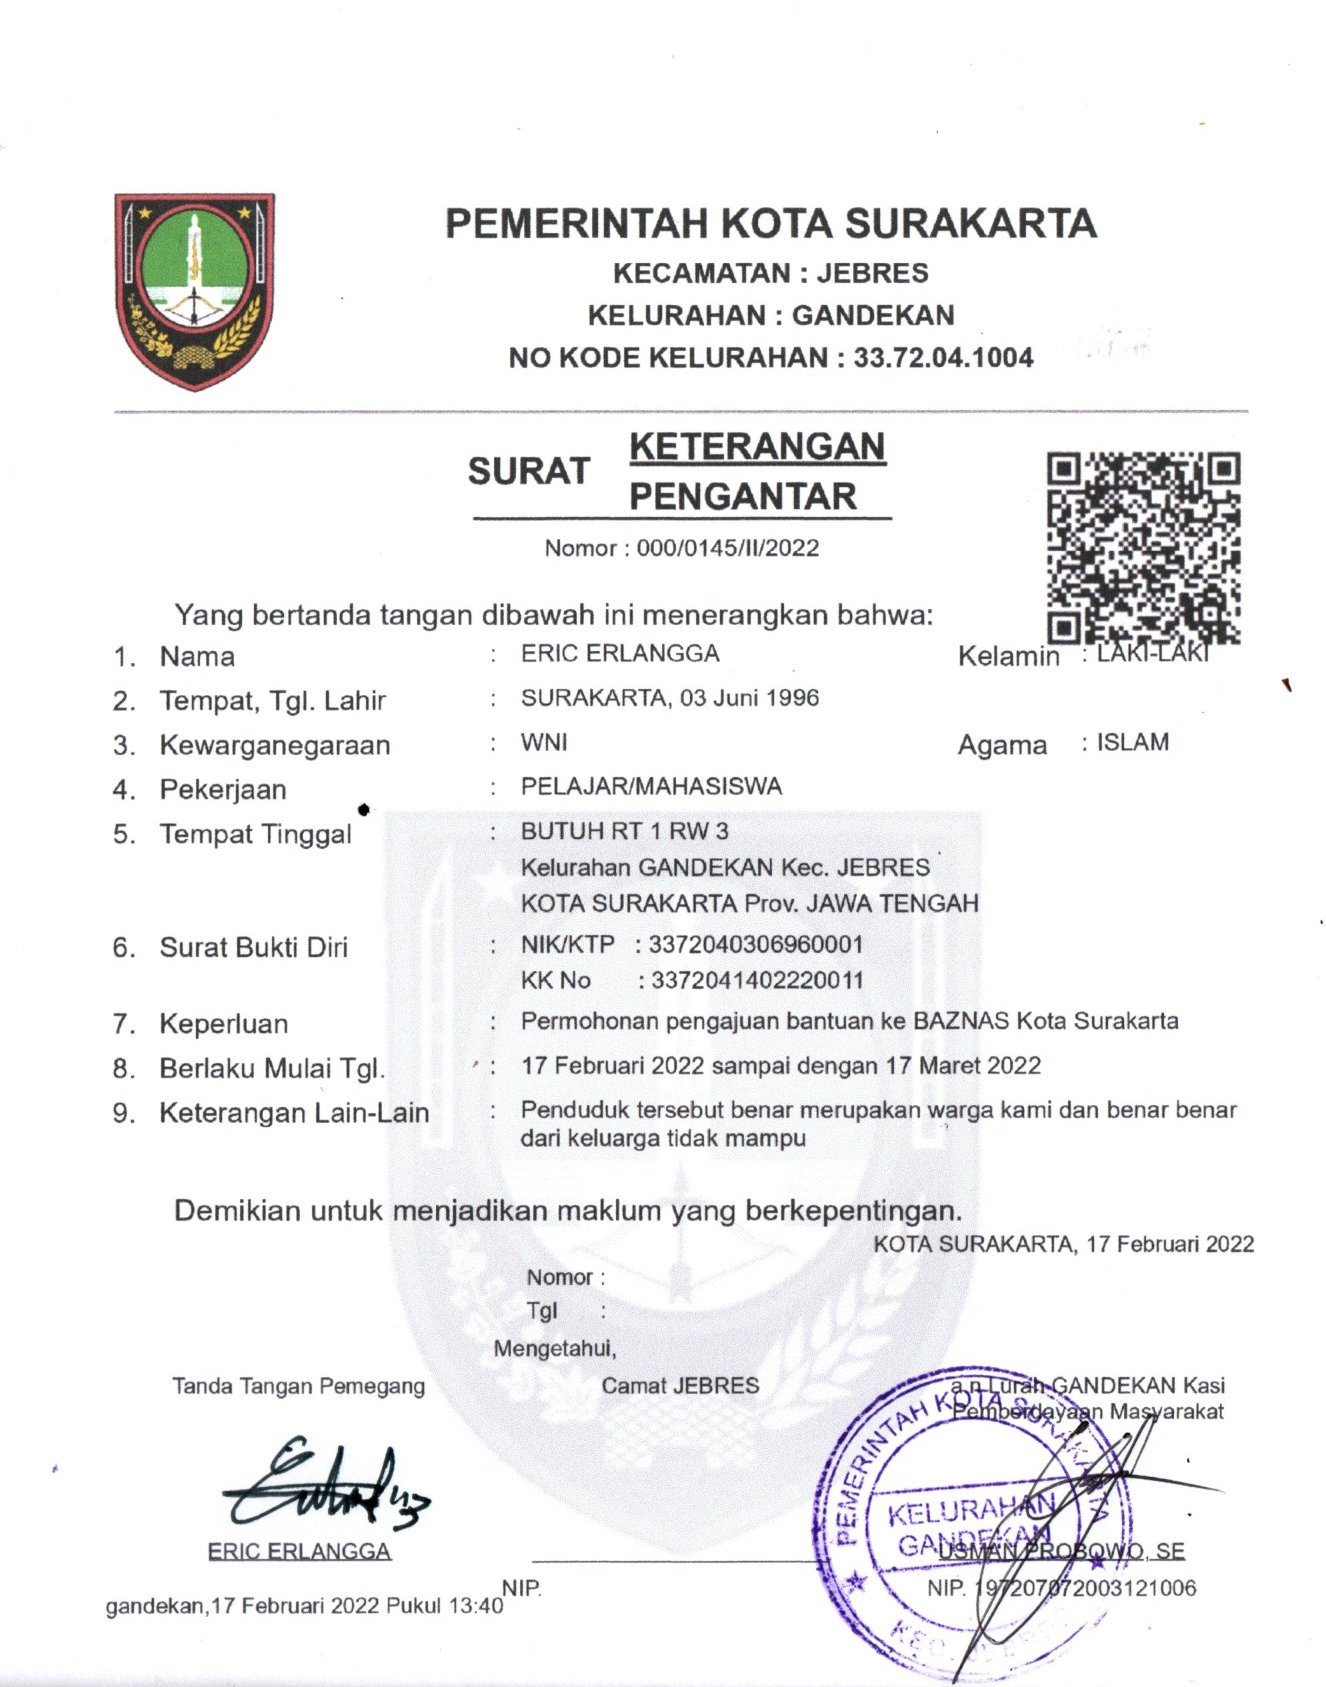 PEMERINTAH KOTA SURAKARTA
KECAMATAN : JEBRES
KELURAHAN : GANDEKAN
NO KODE KELURAHAN : 33.72.04.1004
SURAT KETERANGAN
PENGANTAR
Nomor : 000/0145/II/2022
Yang bertanda tangan dibawah ini menerangkan bahwa:
1. Nama : ERIC ERLANGGA Kelamin : LAKI-LAKI
2. Tempat, Tgl. Lahir : SURAKARTA, 03 Juni 1996
3. Kewarganegaraan : WNI Agama : ISLAM
4. Pekerjaan : PELAJAR/MAHASISWA
5. Tempat Tinggal : BUTUH RT 1 RW 3
Kelurahan GANDEKAN Kec. JEBRES
KOTA SURAKARTA Prov. JAWA TENGAH
6. Surat Bukti Diri : NIK/KTP : 3372040306960001
KK No : 3372041402220011
7. Keperluan : Permohonan pengajuan bantuan ke BAZNAS Kota Surakarta
8. Berlaku Mulai Tgl. : 17 Februari 2022 sampai dengan 17 Maret 2022
9. Keterangan Lain-Lain : Penduduk tersebut benar merupakan warga kami dan benar benar
dari keluarga tidak mampu
Demikian untuk menjadikan maklum yang berkepentingan.
KOTA SURAKARTA, 17 Februari 2022
Nomor :
Tgl :
Mengetahui,
Tanda Tangan Pemegang Camat JEBRES a.n Lurah GANDEKAN Kasi
Pemberdayaan Masyarakat
PEMERINTAH KOTA SURAKARTA
KELURAHAN
GANDEKAN
KEC. JEBRES
ERIC ERLANGGA USMAN PROBOWO, SE
NIP. NIP. 197207072003121006
gandekan,17 Februari 2022 Pukul 13:40